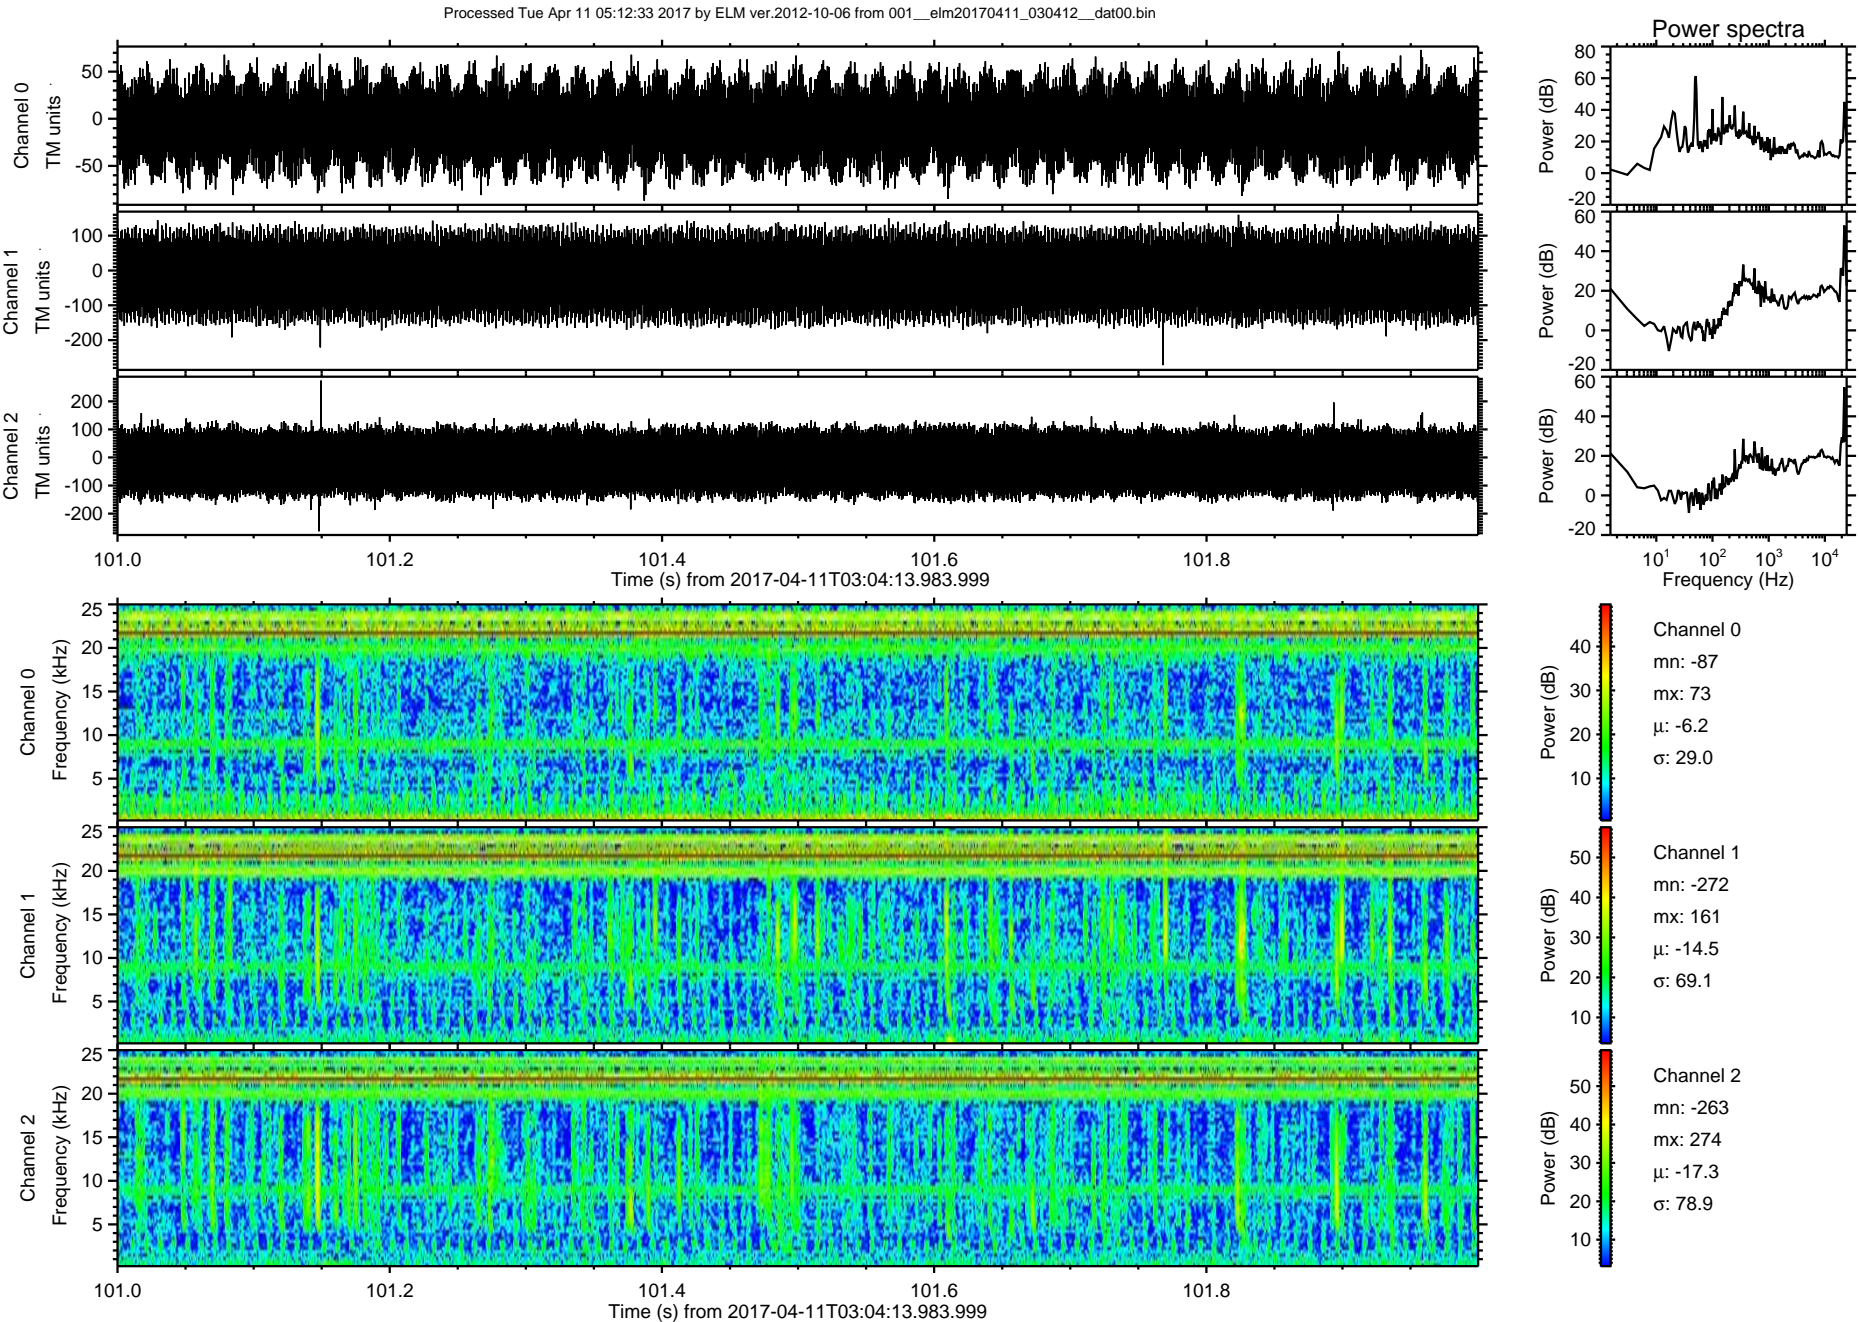 Processed Tue Apr 11 05:12:33 2017 by ELM ver.2012-10-06 from 001__elm20170411_030412__dat00.bin
Power spectra
Channel 0
TM units
50
0
-50
Power (dB)
80
60
40
20
0
-20
Channel 1
TM units
100
0
-100
-200
Power (dB)
60
40
20
0
-20
Channel 2
TM units
200
100
0
-100
-200
Power (dB)
60
40
20
0
-20
101.0 101.2 101.4 101.6 101.8
Time (s) from 2017-04-11T03:04:13.983.999
10¹ 10² 10³ 10⁴
Frequency (Hz)
Channel 0
Frequency (kHz)
25
20
15
10
5
Power (dB)
40
30
20
10
Channel 0
mn: -87
mx: 73
µ: -6.2
σ: 29.0
Channel 1
Frequency (kHz)
25
20
15
10
5
Power (dB)
50
40
30
20
10
Channel 1
mn: -272
mx: 161
µ: -14.5
σ: 69.1
Channel 2
Frequency (kHz)
25
20
15
10
5
Power (dB)
50
40
30
20
10
Channel 2
mn: -263
mx: 274
µ: -17.3
σ: 78.9
101.0 101.2 101.4 101.6 101.8
Time (s) from 2017-04-11T03:04:13.983.999